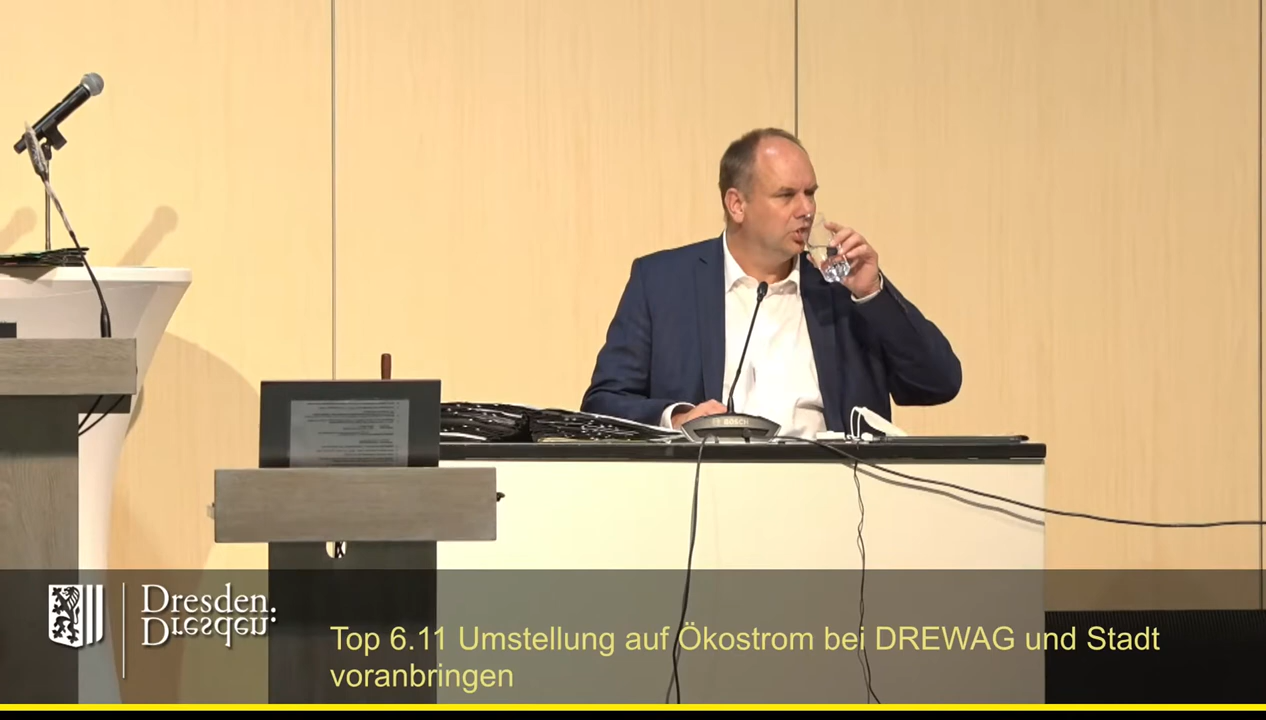 BOSCH
Dresden.
Dresden.
Top 6.11 Umstellung auf Ökostrom bei DREWAG und Stadt
voranbringen